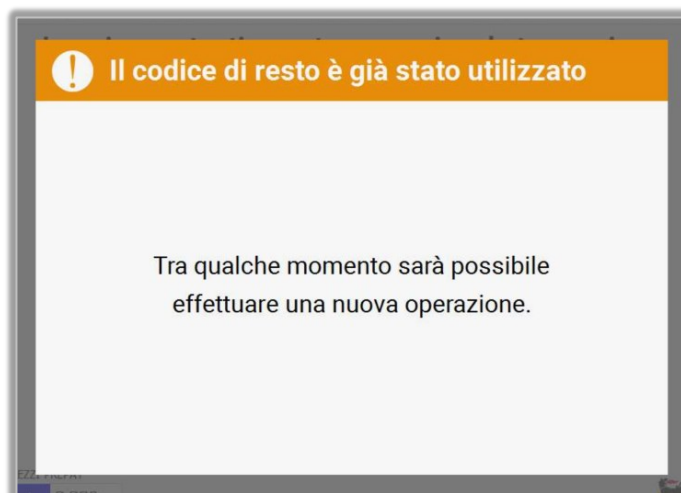 Il codice di resto è già stato utilizzato
Tra qualche momento sarà possibile
effettuare una nuova operazione.